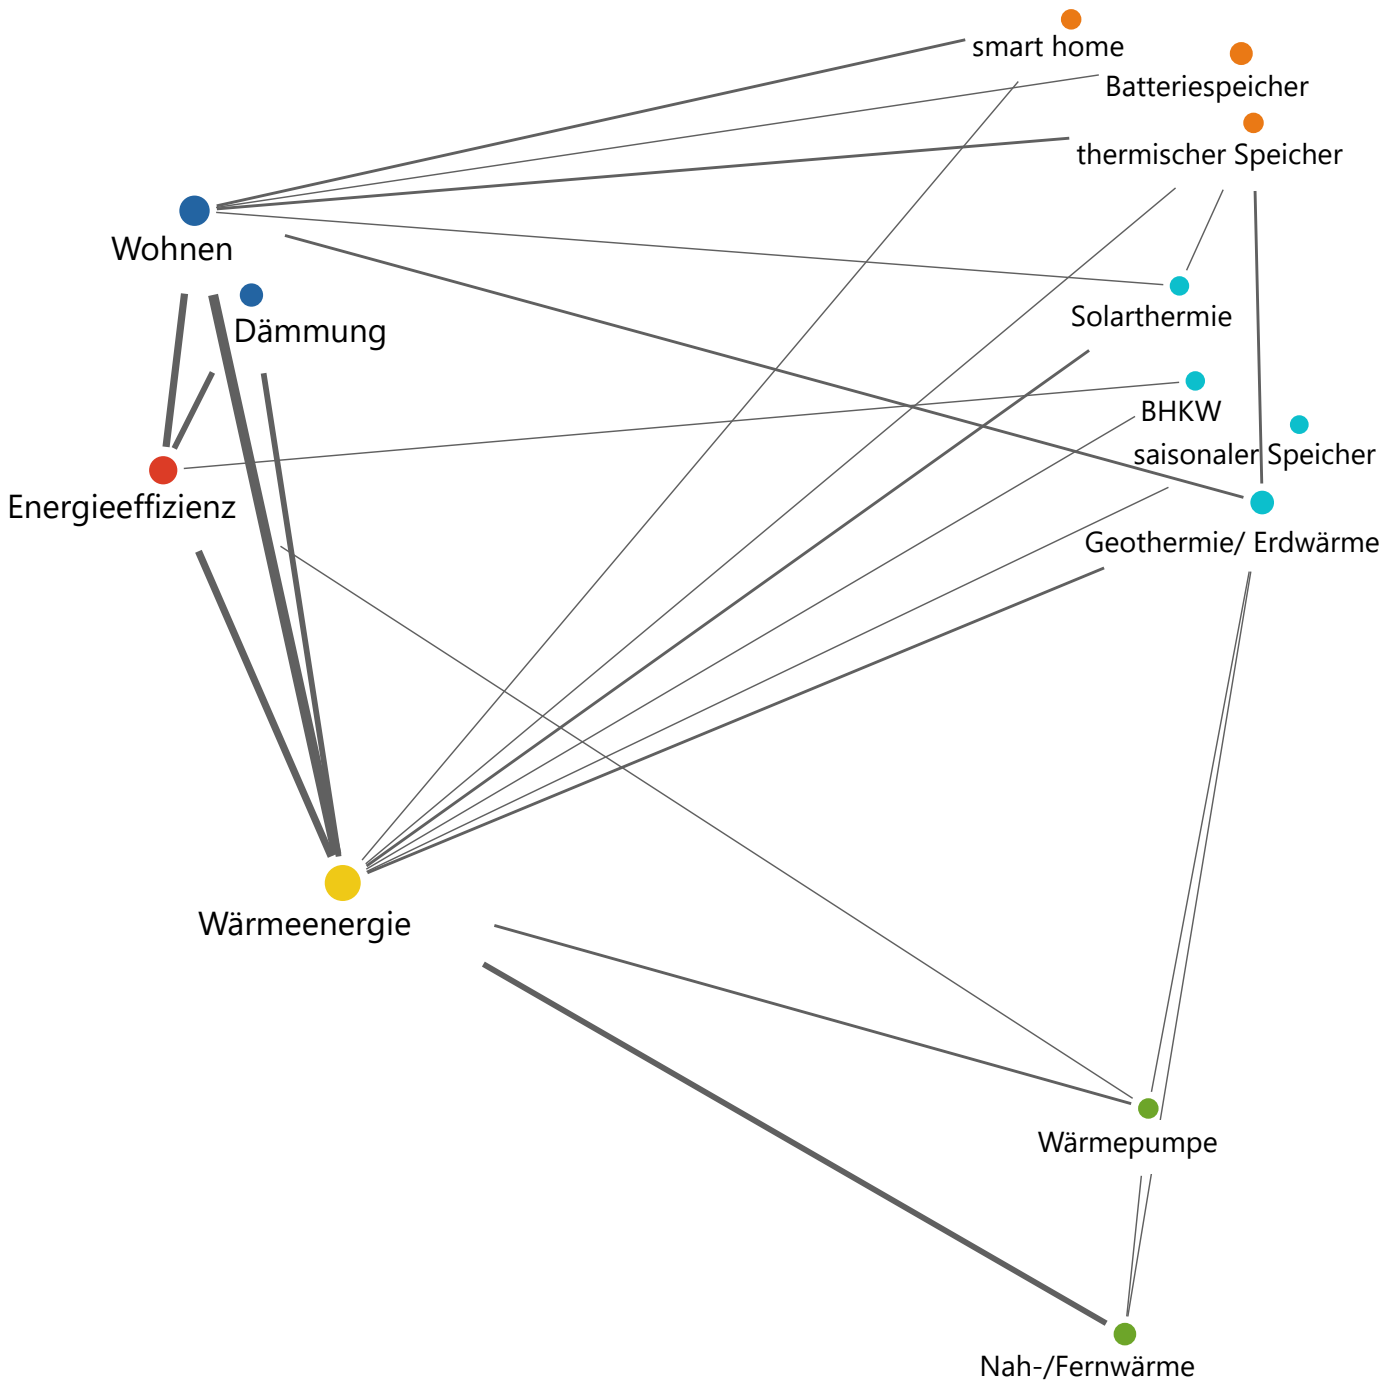 smart home
Batteriespeicher
thermischer Speicher
Wohnen
Solarthermie
Dämmung
BHKW
saisonaler Speicher
Energieeffizienz
Geothermie/ Erdwärme
Wärmeenergie
Wärmepumpe
Nah-/Fernwärme